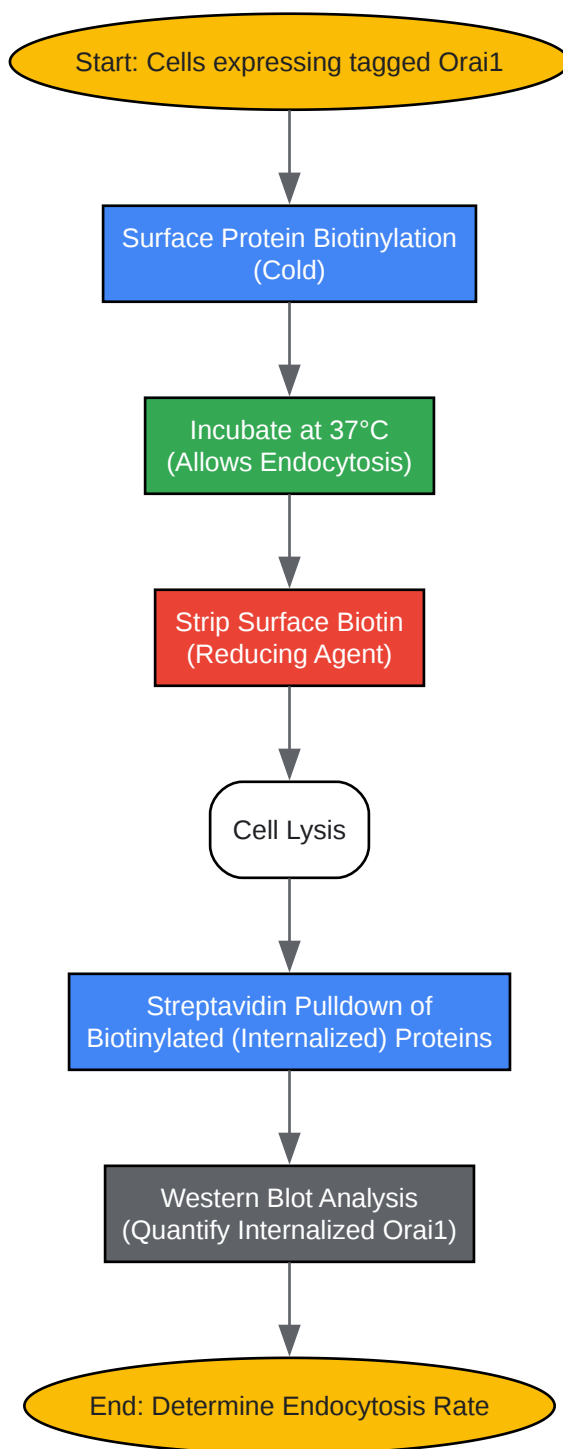 Start: Cells expressing tagged Orai1
Surface Protein Biotinylation
(Cold)
Incubate at 37°C
(Allows Endocytosis)
Strip Surface Biotin
(Reducing Agent)
Cell Lysis
Streptavidin Pulldown of
Biotinylated (Internalized) Proteins
Western Blot Analysis
(Quantify Internalized Orai1)
End: Determine Endocytosis Rate